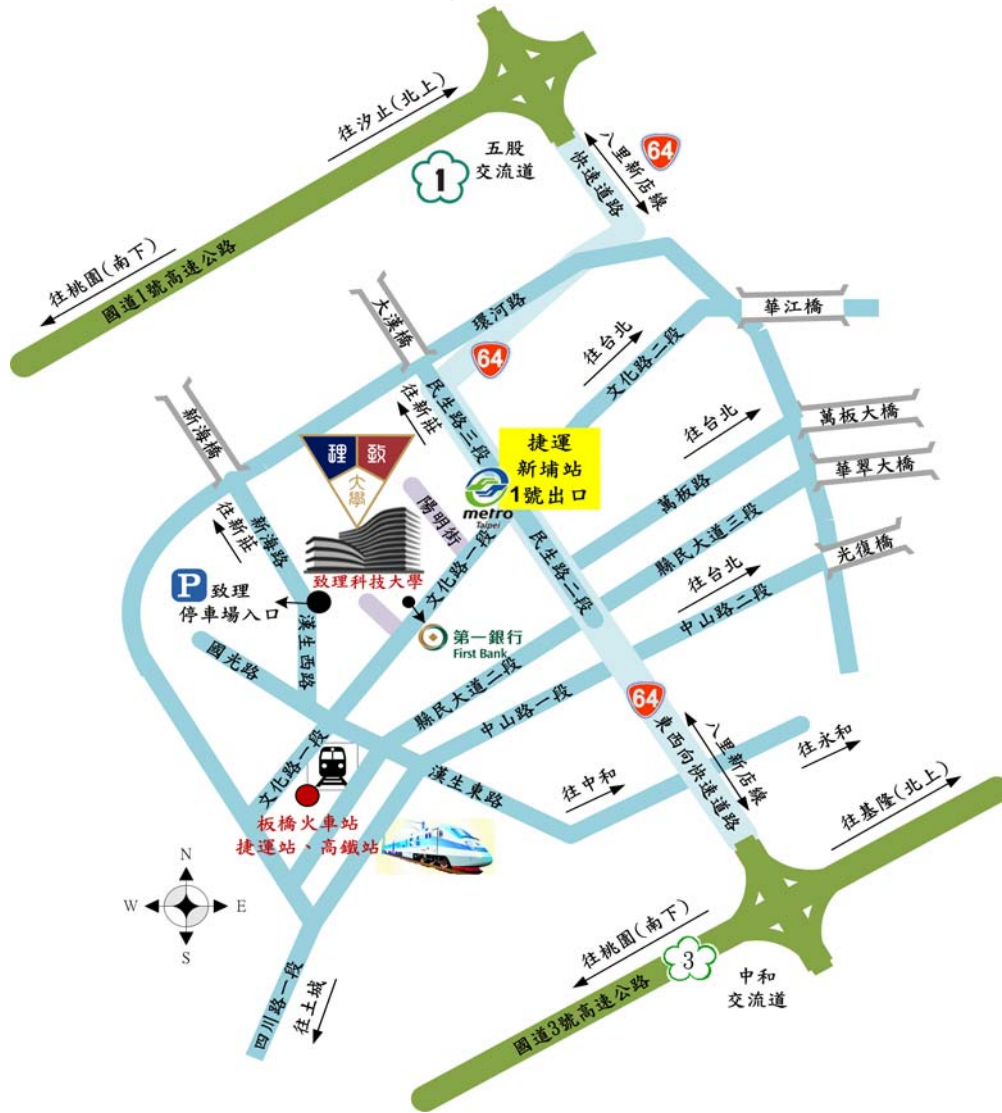 往汐止(北上)
64
八里新店線
快速道路
五股
交流道
1
往桃園(南下)
國道1號高速公路
大漢橋
環河路
華江橋
64
往台北
文化路二段
新海橋
民生路三段
往新莊
往台北
萬板大橋
捷運
新埔站
1號出口
理致
大學
metro
Taipei
華翠大橋
萬板路
陽明街
往新莊
新海路
縣民大道三段
光復橋
民生路二段
文化路一段
往台北
致理科技大學
中山路二段
P 致理
停車場入口
漢生西路
第一銀行
First Bank
國光路
縣民大道二段
中山路一段
64
東西向快速道路
八里新店線
文化路一段
漢生東路
往中和
往永和
板橋火車站
捷運站、高鐵站
往基隆(北上)
N
W
E
S
往桃園(南下)
3
中和
交流道
國道3號高速公路
四川路一段
往土城